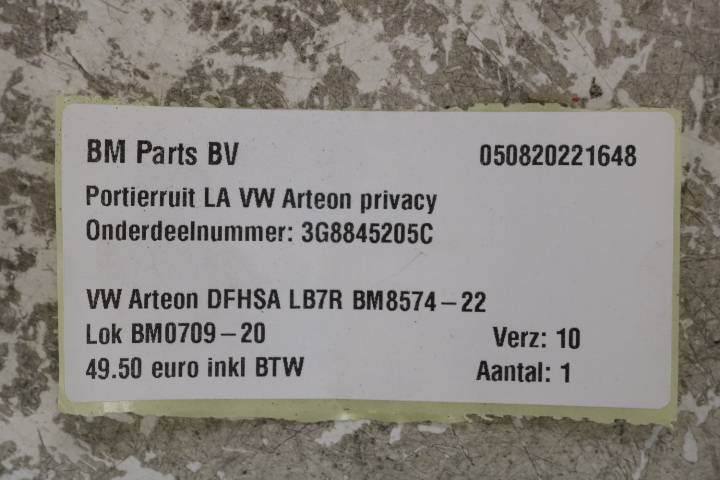 BM Parts BV 050820221648
Portierruit LA VW Arteon privacy
Onderdeelnummer: 3G8845205C
VW Arteon DFHSA LB7R BM8574-22
Lok BM0709-20 Verz: 10
49.50 euro inkl BTW Aantal: 1